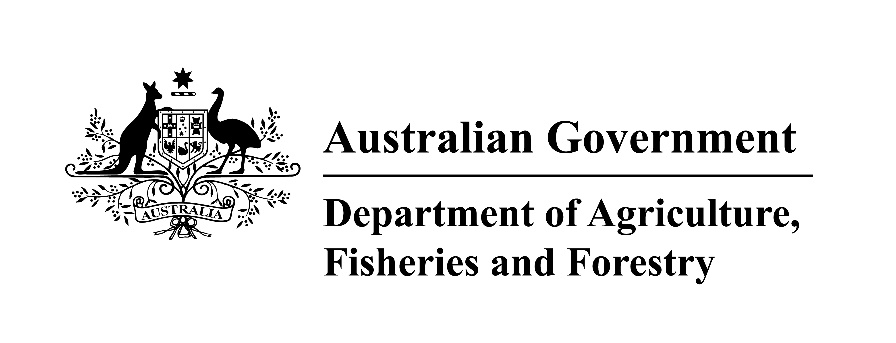 Australian Government
Department of Agriculture,
Fisheries and Forestry
AUSTRALIA